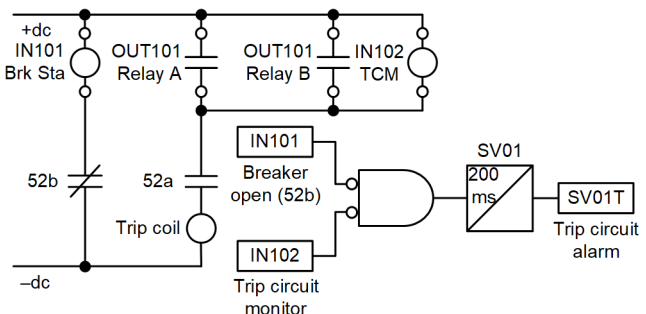 +dc
IN101
Brk Sta
OUT101
Relay A
OUT101
Relay B
IN102
TCM
52b
52a
Trip coil
–dc
IN101
Breaker
open (52b)
IN102
Trip circuit
monitor
SV01
200
ms
SV01T
Trip circuit
alarm